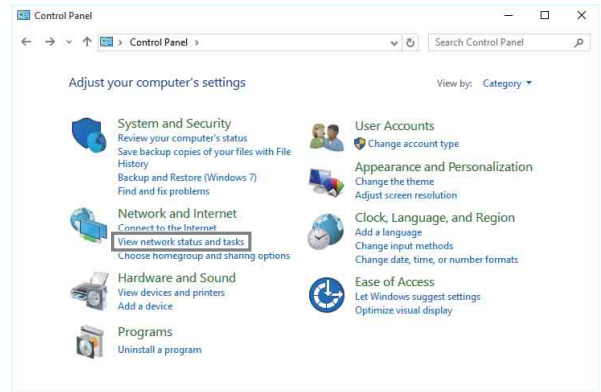 Control Panel
Control Panel
Search Control Panel
Adjust your computer's settings
View by: Category
System and Security
Review your computer's status
Save backup copies of your files with File
History
Backup and Restore (Windows 7)
Find and fix problems
Network and Internet
Connect to the Internet
View network status and tasks
Choose homegroup and sharing options
Hardware and Sound
View devices and printers
Add a device
Programs
Uninstall a program
User Accounts
Change account type
Appearance and Personalization
Change the theme
Adjust screen resolution
Clock, Language, and Region
Add a language
Change input methods
Change date, time, or number formats
Ease of Access
Let Windows suggest settings
Optimize visual display